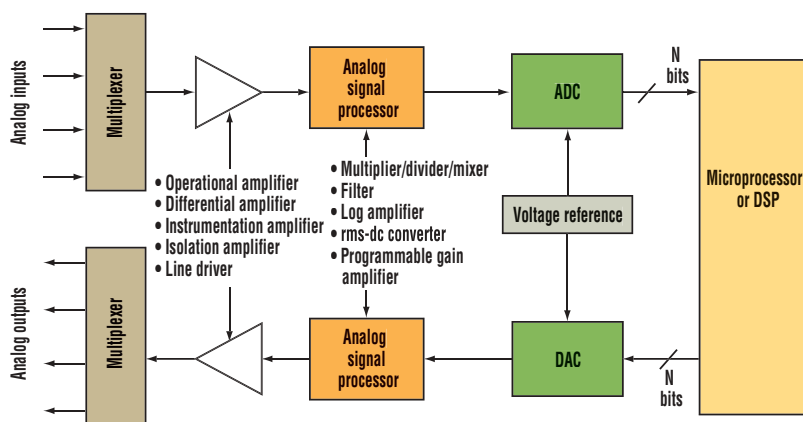 Analog inputs
Multiplexer
Analog
signal
processor
ADC
N
bits
Microprocessor
or DSP
• Operational amplifier
• Differential amplifier
• Instrumentation amplifier
• Isolation amplifier
• Line driver
• Multiplier/divider/mixer
• Filter
• Log amplifier
• rms-dc converter
• Programmable gain
amplifier
Voltage reference
Analog outputs
Multiplexer
Analog
signal
processor
DAC
N
bits